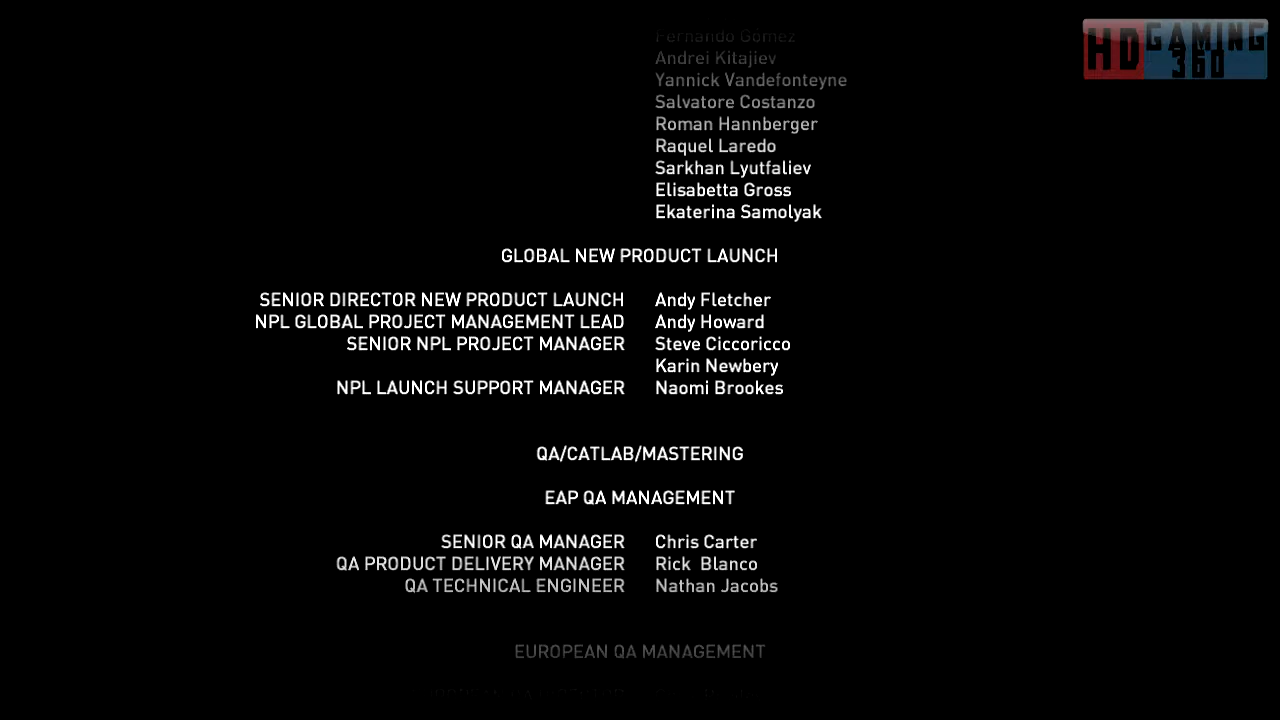 Fernando Gómez
Andrei Kitajiev
Yannick Vandefonteyne
Salvatore Costanzo
Roman Hannberger
Raquel Laredo
Sarkhan Lyutfaliev
Elisabetta Gross
Ekaterina Samolyak
GLOBAL NEW PRODUCT LAUNCH
SENIOR DIRECTOR NEW PRODUCT LAUNCH Andy Fletcher
NPL GLOBAL PROJECT MANAGEMENT LEAD Andy Howard
SENIOR NPL PROJECT MANAGER Steve Ciccoricco
Karin Newbery
NPL LAUNCH SUPPORT MANAGER Naomi Brookes
QA/CATLAB/MASTERING
EAP QA MANAGEMENT
SENIOR QA MANAGER Chris Carter
QA PRODUCT DELIVERY MANAGER Rick  Blanco
QA TECHNICAL ENGINEER Nathan Jacobs
EUROPEAN QA MANAGEMENT
HD GAMING
360